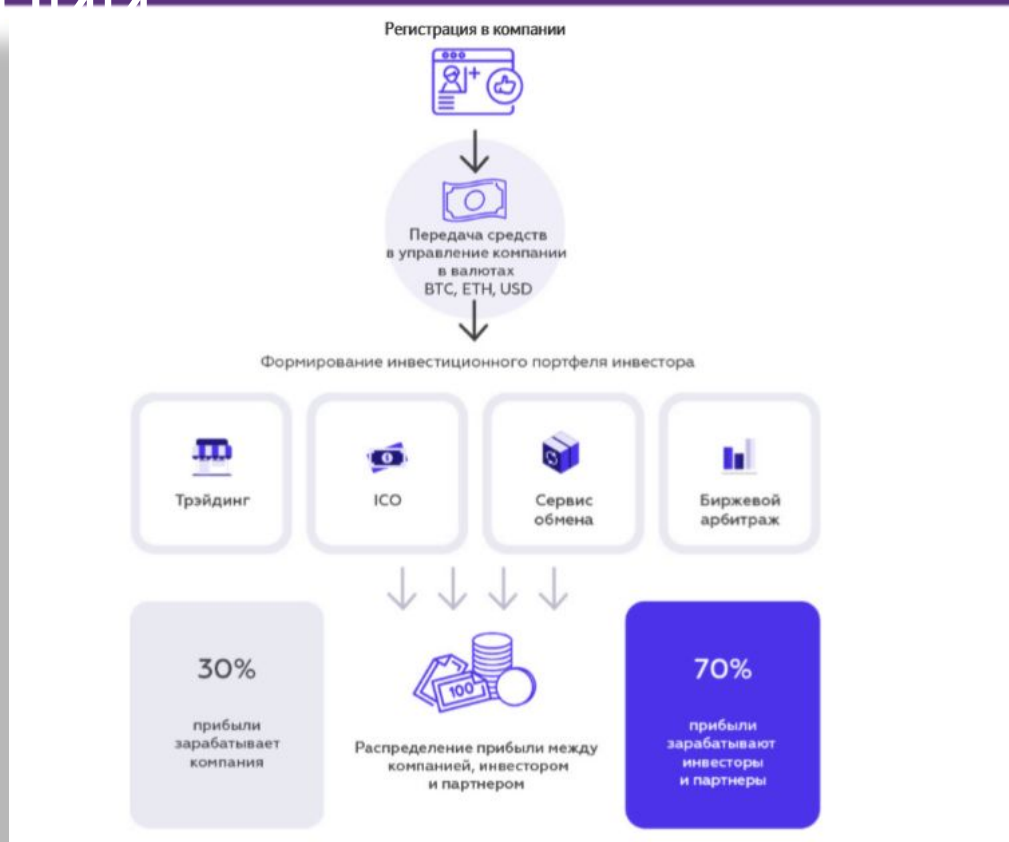 Регистрация в компании
Передача средств
в управление компании
в валютах
BTC, ETH, USD
Формирование инвестиционного портфеля инвестора
Трэйдинг
ICO
Сервис
обмена
Биржевой
арбитраж
30%
прибыли
зарабатывает
компания
100
Распределение прибыли между
компанией, инвестором
и партнером
70%
прибыли
зарабатывают
инвесторы
и партнеры